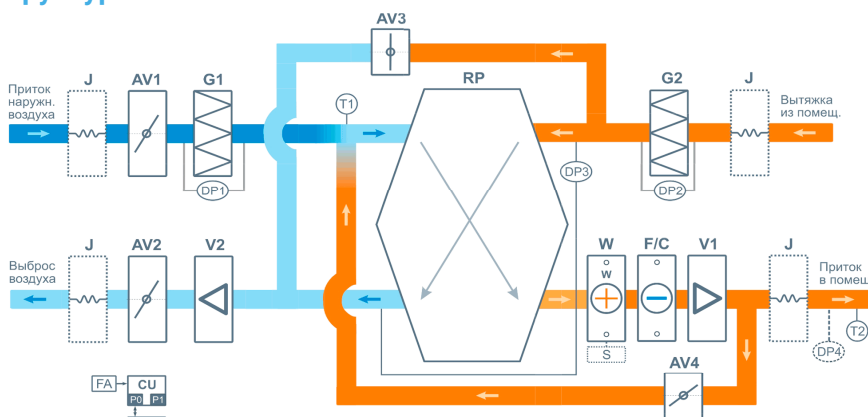 AV3
J
AV1
G1
RP
G2
J
Приток
наружн.
воздуха
T1
Вытяжка
из помещ.
DP1
DP3
DP2
J
AV2
V2
W
F/C
V1
J
Выброс
воздуха
w
Приток
в помещ
S
DP4
T2
AV4
FA
CU
P0
P1